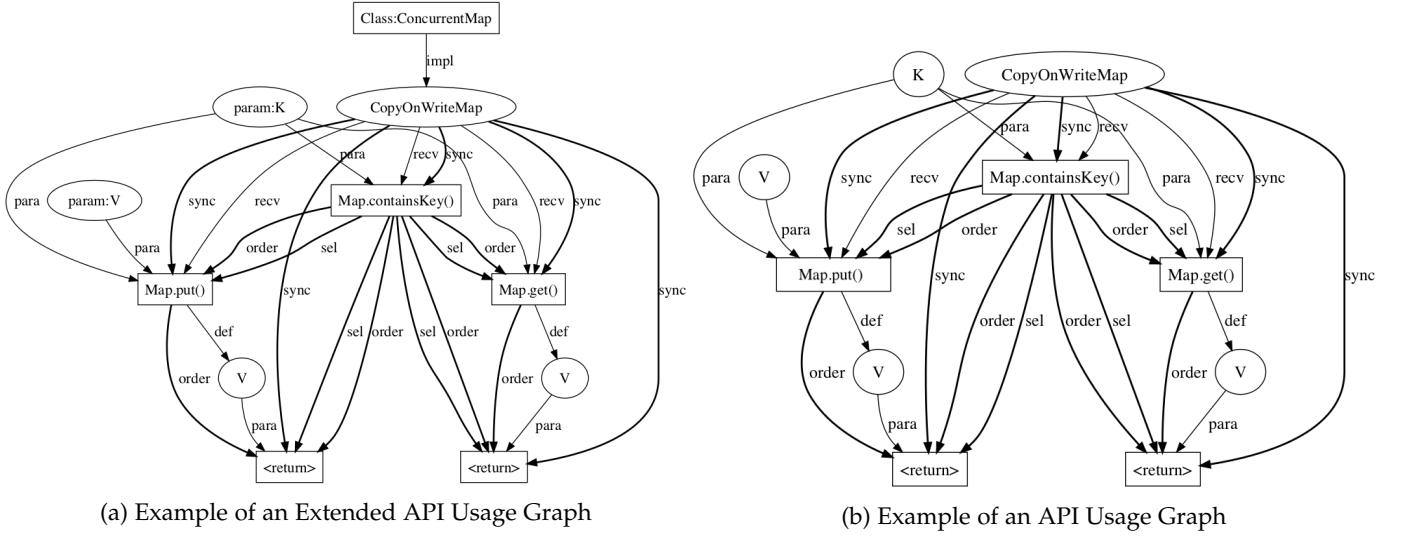 Class:ConcurrentMap
impl
param:K
CopyOnWriteMap
para
recv
sync
param:V
Map.containsKey()
para
sync
recv
para
recv
sync
para
order
sel
sel
order
Map.put()
Map.get()
sync
sync
def
sel
order
sel
order
def
order
V
order
V
para
para
<return>
<return>
(a) Example of an Extended API Usage Graph
K
CopyOnWriteMap
para
sync
recv
V
Map.containsKey()
para
sync
recv
para
recv
sync
para
sel
order
order
sel
Map.put()
Map.get()
sync
sync
def
order
sel
order
sel
def
order
V
order
V
para
para
<return>
<return>
(b) Example of an API Usage Graph